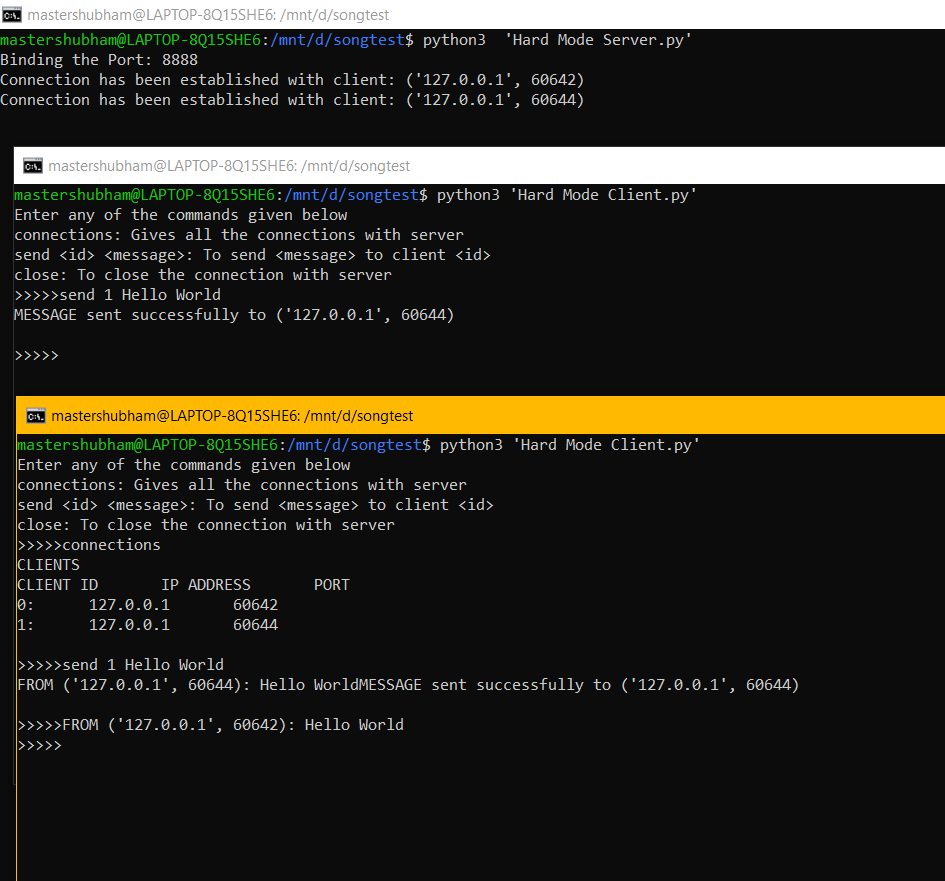 mastershubham@LAPTOP-8Q15SHE6: /mnt/d/songtest
mastershubham@LAPTOP-8Q15SHE6:/mnt/d/songtest$ python3  'Hard Mode Server.py'
Binding the Port: 8888
Connection has been established with client: ('127.0.0.1', 60642)
Connection has been established with client: ('127.0.0.1', 60644)
mastershubham@LAPTOP-8Q15SHE6: /mnt/d/songtest
mastershubham@LAPTOP-8Q15SHE6:/mnt/d/songtest$ python3 'Hard Mode Client.py'
Enter any of the commands given below
connections: Gives all the connections with server
send <id> <message>: To send <message> to client <id>
close: To close the connection with server
>>>>>send 1 Hello World
MESSAGE sent successfully to ('127.0.0.1', 60644)
>>>>>
mastershubham@LAPTOP-8Q15SHE6: /mnt/d/songtest
mastershubham@LAPTOP-8Q15SHE6:/mnt/d/songtest$ python3 'Hard Mode Client.py'
Enter any of the commands given below
connections: Gives all the connections with server
send <id> <message>: To send <message> to client <id>
close: To close the connection with server
>>>>>connections
CLIENTS
CLIENT ID       IP ADDRESS       PORT
0:      127.0.0.1       60642
1:      127.0.0.1       60644
>>>>>send 1 Hello World
FROM ('127.0.0.1', 60644): Hello WorldMESSAGE sent successfully to ('127.0.0.1', 60644)
>>>>>FROM ('127.0.0.1', 60642): Hello World
>>>>>